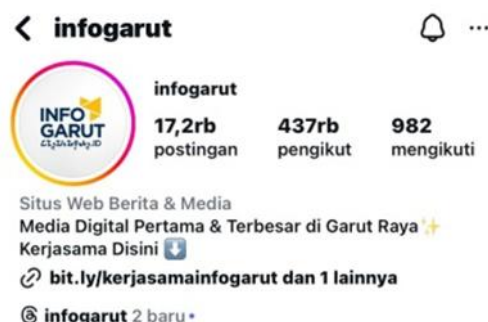 infogarut
infogarut
INFO
GARUT
17,2rb 437rb 982
postingan pengikut mengikuti
Situs Web Berita & Media
Media Digital Pertama & Terbesar di Garut Raya✨
Kerjasama Disini ⬇️
bit.ly/kerjasamainfogarut dan 1 lainnya
infogarut 2 baru •